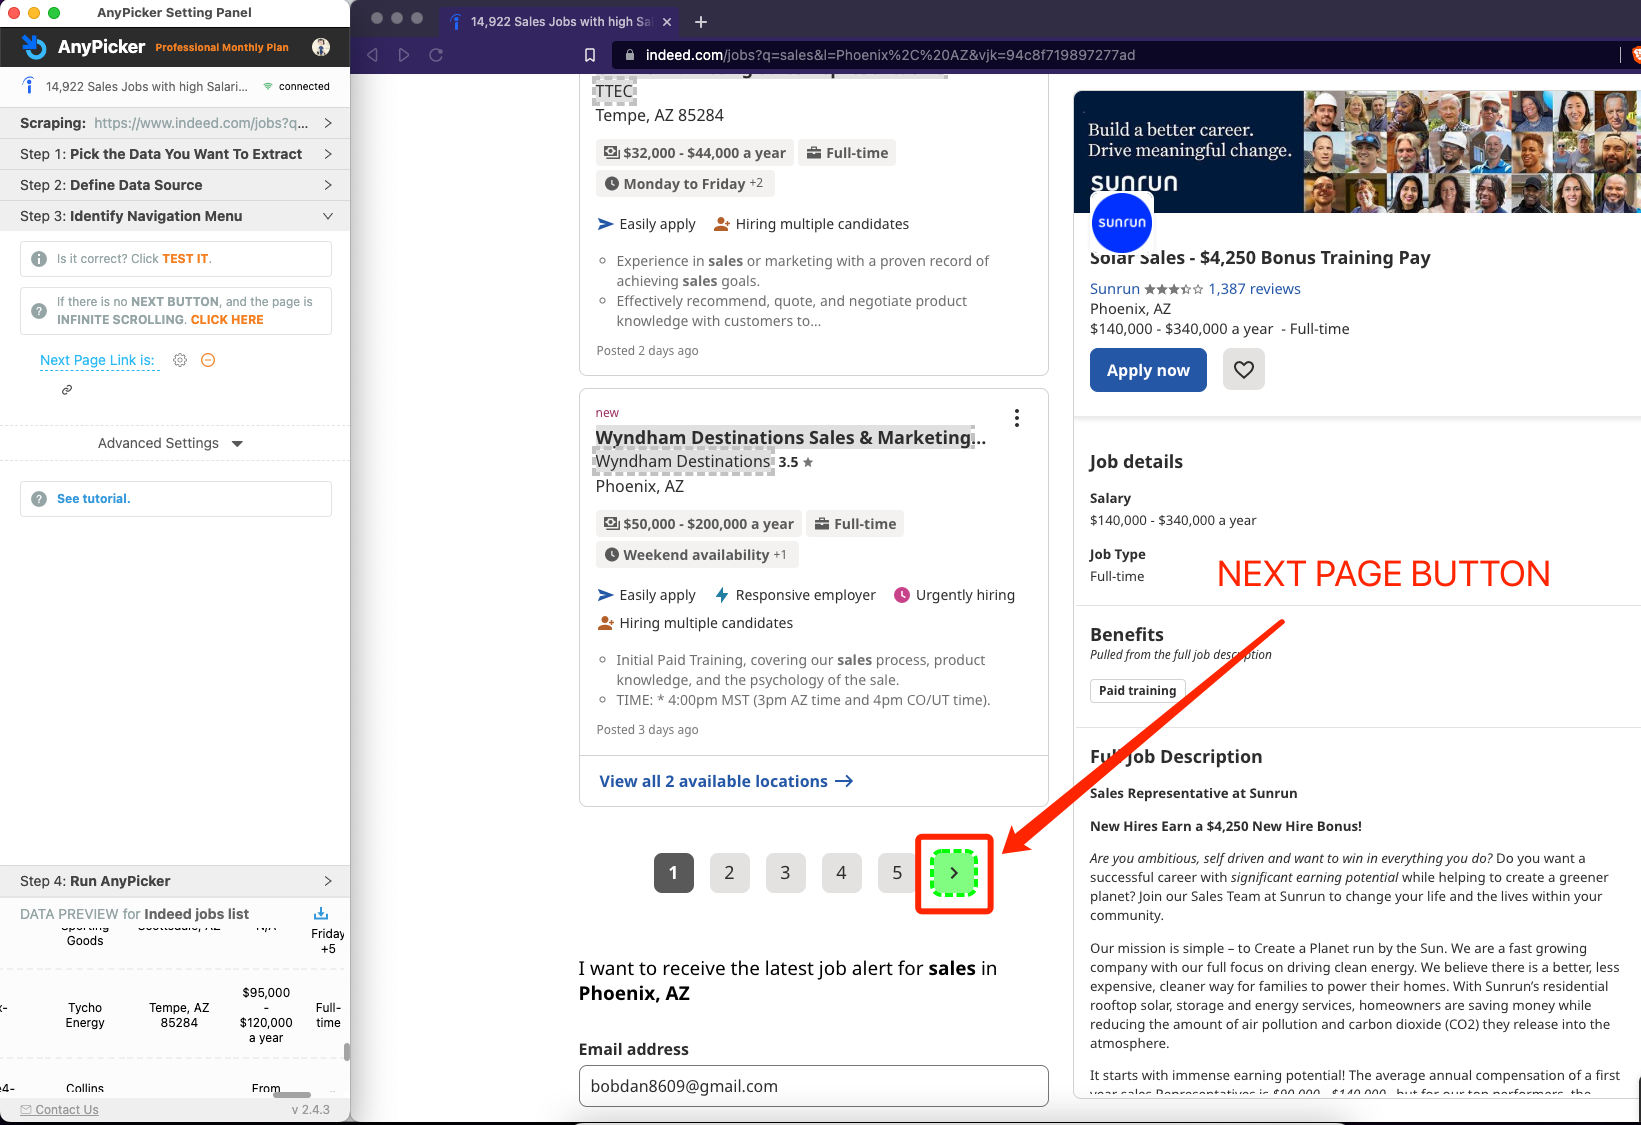 AnyPicker Setting Panel
AnyPicker Professional Monthly Plan
14,922 Sales Jobs with high Salari... connected
Scraping: https://www.indeed.com/jobs?q...
Step 1: Pick the Data You Want To Extract
Step 2: Define Data Source
Step 3: Identify Navigation Menu
Is it correct? Click TEST IT.
If there is no NEXT BUTTON, and the page is
INFINITE SCROLLING. CLICK HERE
Next Page Link is:
Advanced Settings
See tutorial.
Step 4: Run AnyPicker
DATA PREVIEW for Indeed jobs list
Sporting
Goods
Scottsdale, AZ
N/A
Friday
+5
x-
Tycho
Energy
Tempe, AZ
85284
$95,000
-
$120,000
a year
Full-
time
e4-
Collins
From
Contact Us
v 2.4.3
14,922 Sales Jobs with high Sal
indeed.com/jobs?q=sales&l=Phoenix%2C%20AZ&vjk=94c8f719897277ad
TTEC
Tempe, AZ 85284
$32,000 - $44,000 a year
Full-time
Monday to Friday +2
Easily apply
Hiring multiple candidates
Experience in sales or marketing with a proven record of
achieving sales goals.
Effectively recommend, quote, and negotiate product
knowledge with customers to...
Posted 2 days ago
new
Wyndham Destinations Sales & Marketing...
Wyndham Destinations 3.5
Phoenix, AZ
$50,000 - $200,000 a year
Full-time
Weekend availability +1
Easily apply
Responsive employer
Urgently hiring
Hiring multiple candidates
Initial Paid Training, covering our sales process, product
knowledge, and the psychology of the sale.
TIME: * 4:00pm MST (3pm AZ time and 4pm CO/UT time).
Posted 3 days ago
View all 2 available locations
1 2 3 4 5
I want to receive the latest job alert for sales in
Phoenix, AZ
Email address
bobdan8609@gmail.com
Build a better career.
Drive meaningful change.
sunrun
sunrun
Solar Sales - $4,250 Bonus Training Pay
Sunrun 1,387 reviews
Phoenix, AZ
$140,000 - $340,000 a year - Full-time
Apply now
Job details
Salary
$140,000 - $340,000 a year
Job Type
Full-time
NEXT PAGE BUTTON
Benefits
Pulled from the full job description
Paid training
Full Job Description
Sales Representative at Sunrun
New Hires Earn a $4,250 New Hire Bonus!
Are you ambitious, self driven and want to win in everything you do? Do you want a
successful career with significant earning potential while helping to create a greener
planet? Join our Sales Team at Sunrun to change your life and the lives within your
community.
Our mission is simple – to Create a Planet run by the Sun. We are a fast growing
company with our full focus on driving clean energy. We believe there is a better, less
expensive, cleaner way for families to power their homes. With Sunrun’s residential
rooftop solar, storage and energy services, homeowners are saving money while
reducing the amount of air pollution and carbon dioxide (CO2) they release into the
atmosphere.
It starts with immense earning potential! The average annual compensation of a first
year sales Representatives is $90,000 - $140,000, but for our top performers, the